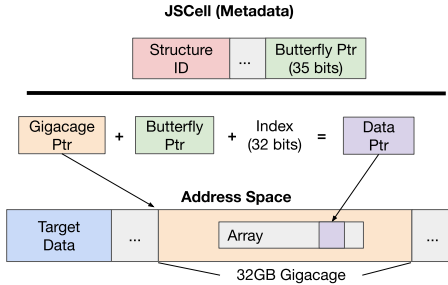 JSCell (Metadata)
Structure ID
...
Butterfly Ptr (35 bits)
Gigacage Ptr
+
Butterfly Ptr
+
Index (32 bits)
=
Data Ptr
Address Space
Target Data
...
Array
...
32GB Gigacage